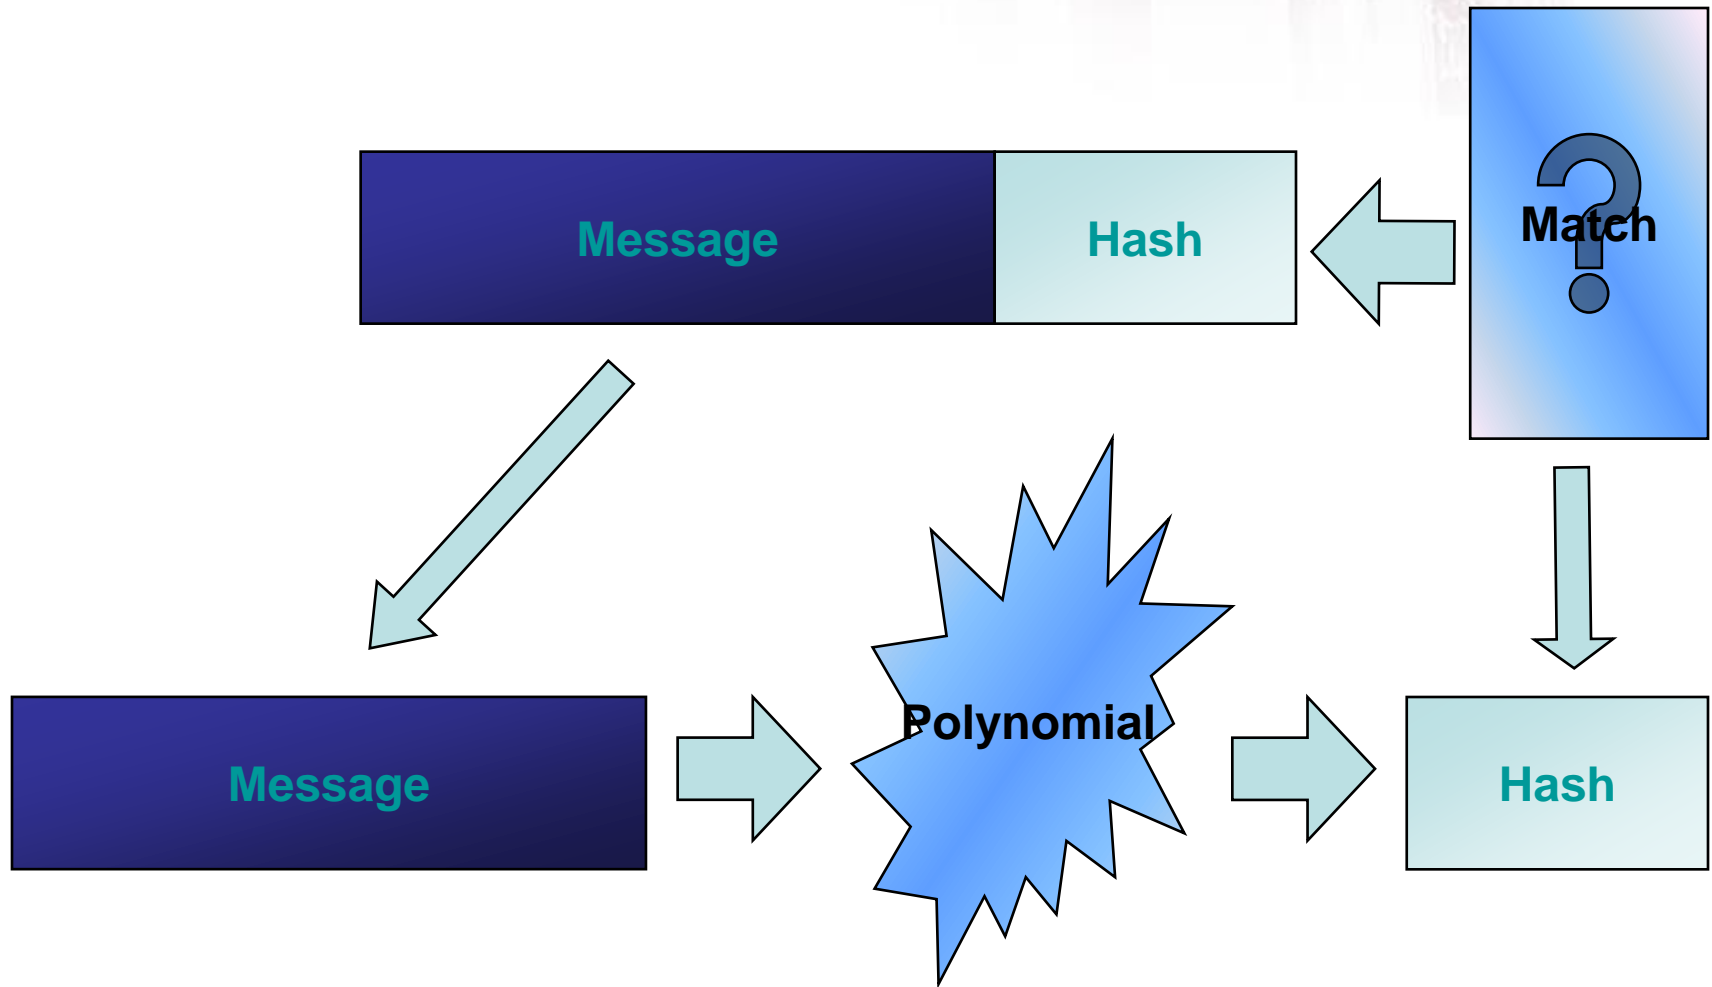 Message
Hash
?
Match
Polynomial
Message
Hash